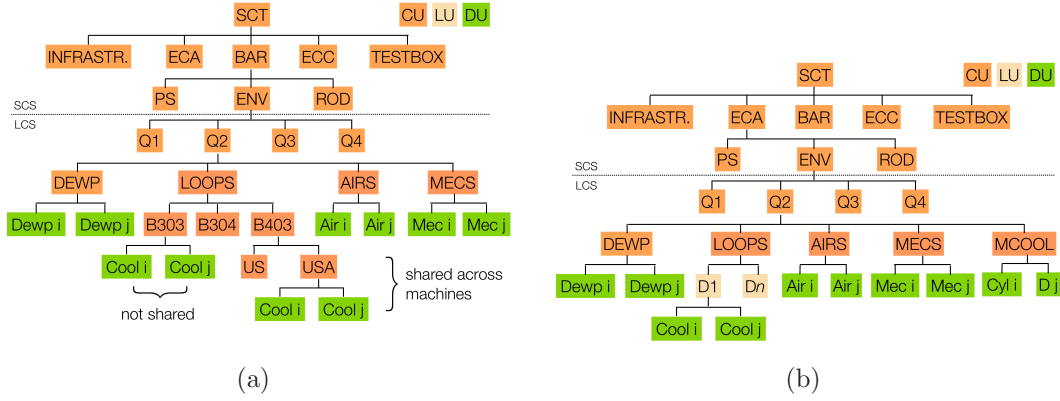 SCT CU LU DU
INFRASTR. ECA BAR ECC TESTBOX
PS ENV ROD
SCS
LCS
Q1 Q2 Q3 Q4
DEWP LOOPS AIRS MECS
Dewp i Dewp j B303 B304 B403 Air i Air j Mec i Mec j
Cool i Cool j US USA
shared across
machines
not shared
Cool i Cool j
(a)
SCT CU LU DU
INFRASTR. ECA BAR ECC TESTBOX
PS ENV ROD
SCS
LCS
Q1 Q2 Q3 Q4
DEWP LOOPS AIRS MECS MCOOL
Dewp i Dewp j D1 Dn Air i Air j Mec i Mec j Cyl i D j
Cool i Cool j
(b)